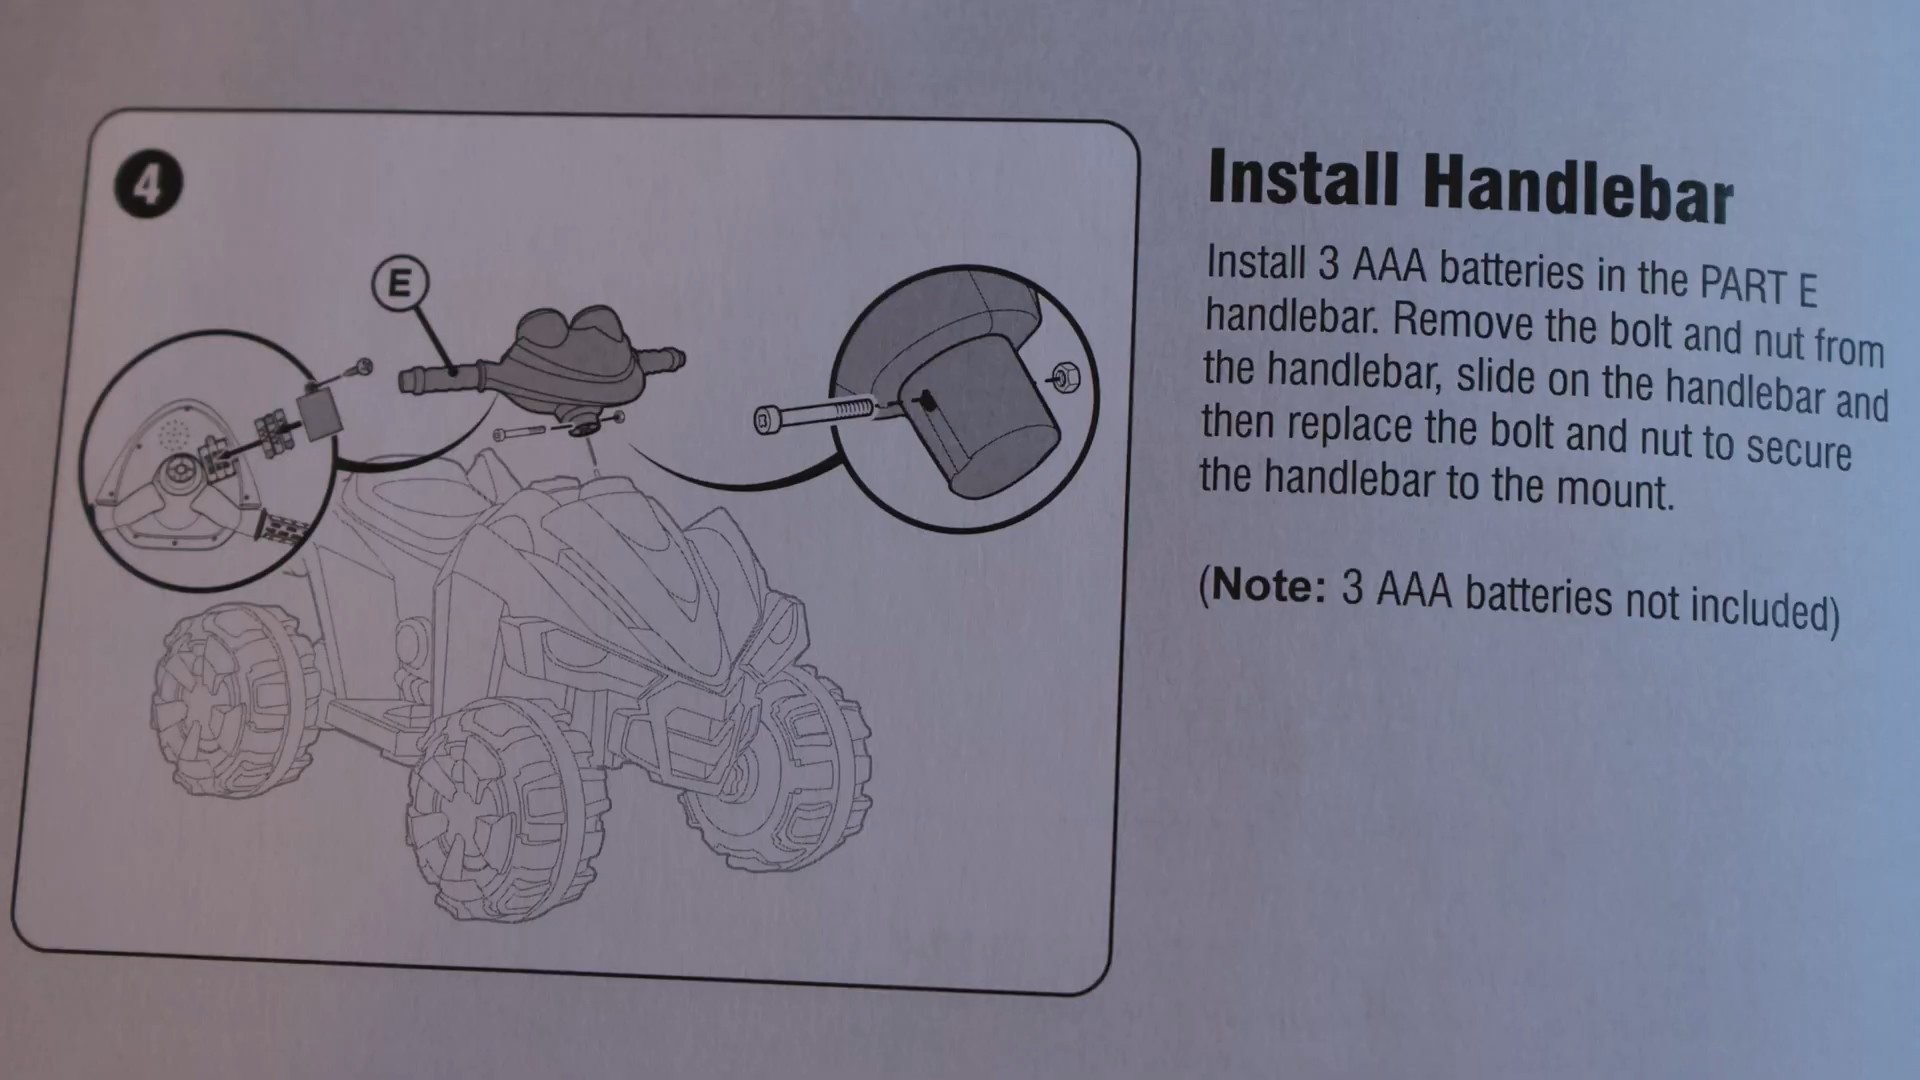 4
E
Install Handlebar
Install 3 AAA batteries in the PART E
handlebar. Remove the bolt and nut from
the handlebar, slide on the handlebar and
then replace the bolt and nut to secure
the handlebar to the mount.
(Note: 3 AAA batteries not included)